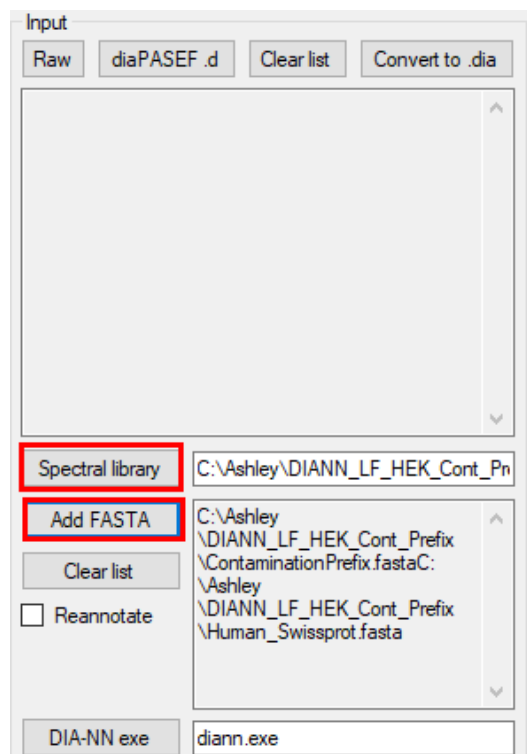 Input
Raw diaPASEF .d Clear list Convert to .dia
Spectral library C:\Ashley\DIANN_LF_HEK_Cont_Pr
Add FASTA
C:\Ashley
\DIANN_LF_HEK_Cont_Prefix
\ContaminationPrefix.fastaC:
\Ashley
\DIANN_LF_HEK_Cont_Prefix
\Human_Swissprot.fasta
Clear list
Reannotate
DIA-NN exe diann.exe